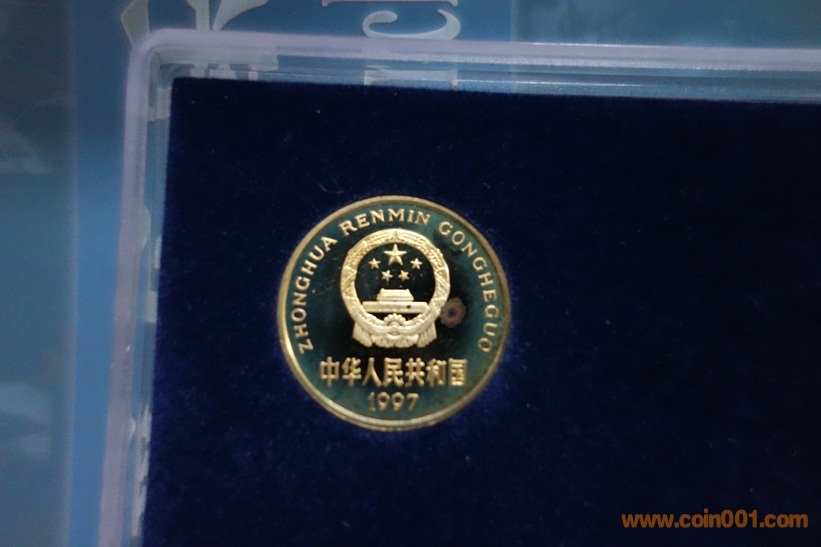 ZHONGHUA RENMIN GONGHEGUO
中华人民共和国
1997
www.coin001.com